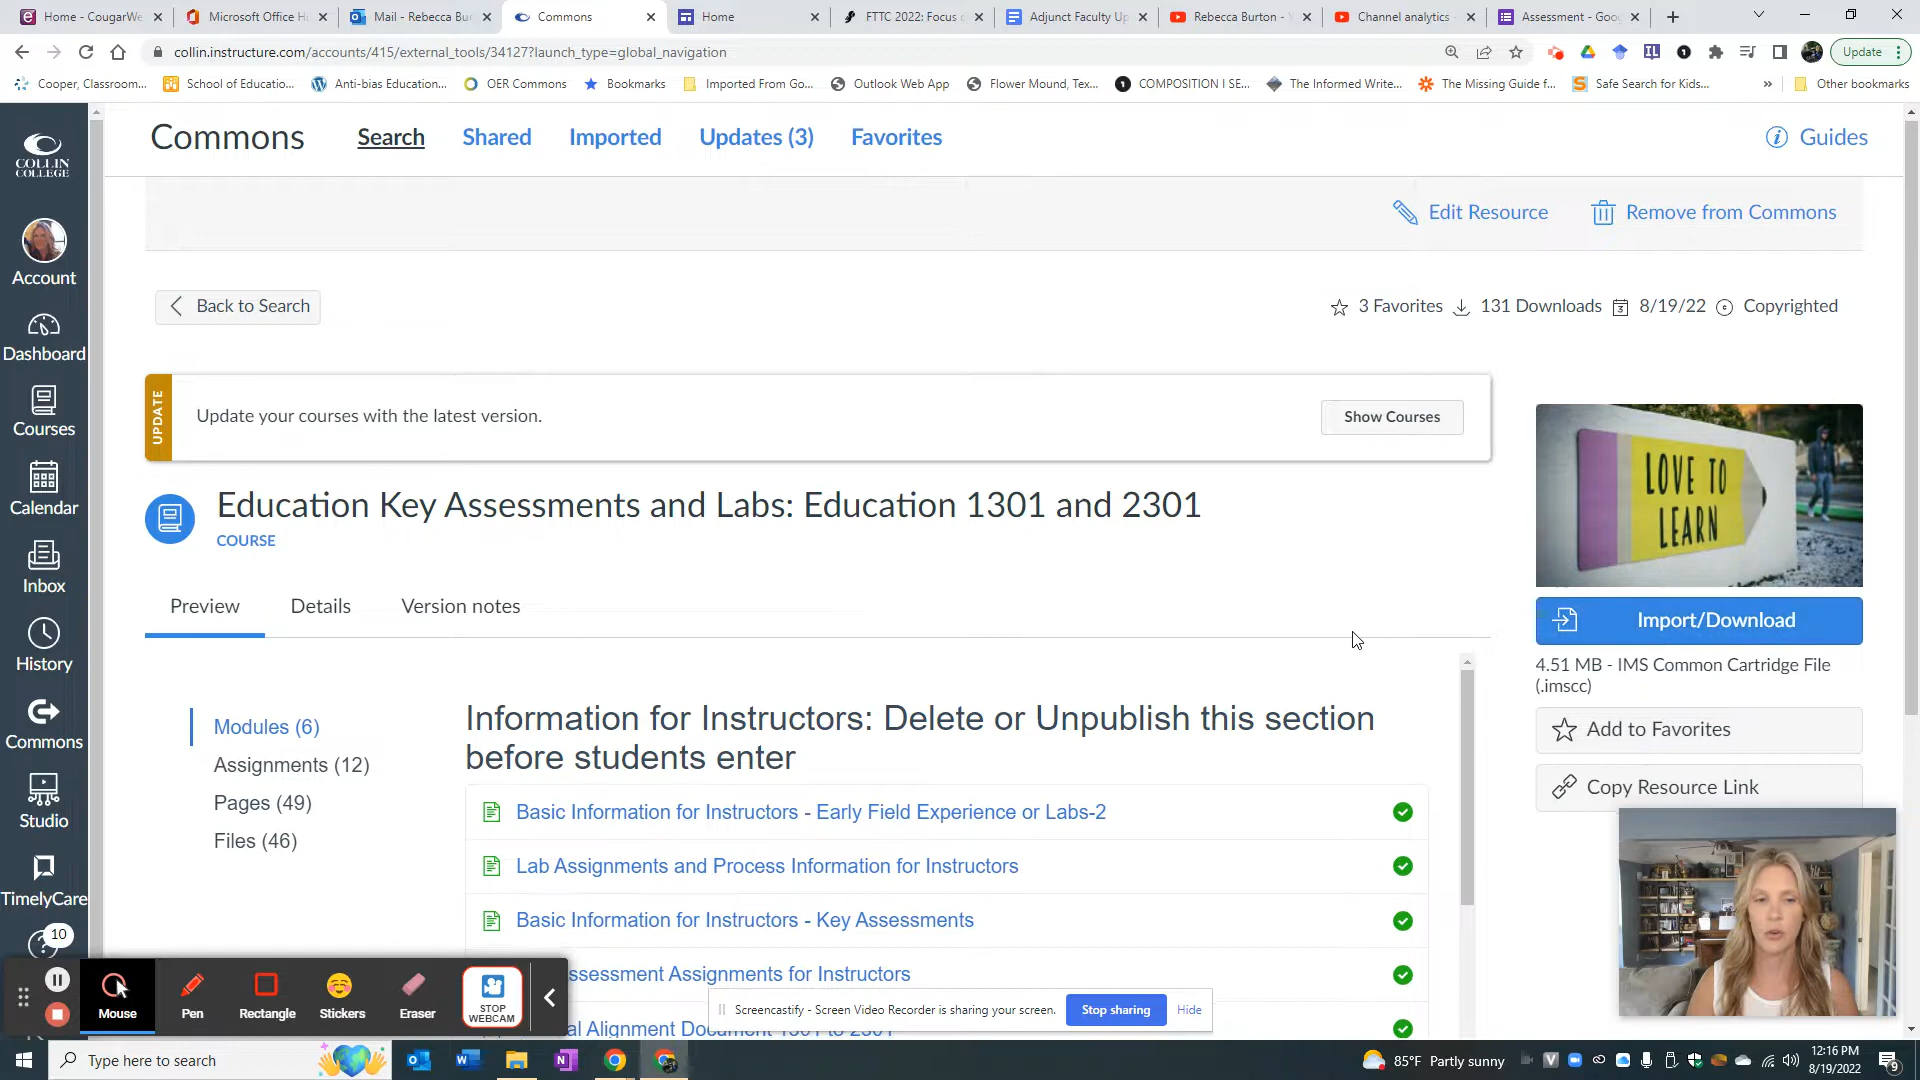 Home - CougarWe
Microsoft Office H
Mail - Rebecca Bu
Commons
Home
FTTC 2022: Focus
Adjunct Faculty Up
Rebecca Burton - Y
Channel analytics
Assessment - Goo
collin.instructure.com/accounts/415/external_tools/34127?launch_type=global_navigation
Update
Cooper, Classroom...
School of Educatio...
Anti-bias Education...
OER Commons
Bookmarks
Imported From Go...
Outlook Web App
Flower Mound, Tex...
COMPOSITION I SE...
The Informed Write...
The Missing Guide f...
Safe Search for Kids...
»
Other bookmarks
COLLIN
COLLEGE
Account
Dashboard
Courses
Calendar
Inbox
History
Commons
Studio
TimelyCare
10
Commons
Search
Shared
Imported
Updates (3)
Favorites
Guides
Edit Resource
Remove from Commons
Back to Search
3 Favorites
131 Downloads
8/19/22
Copyrighted
UPDATE
Update your courses with the latest version.
Show Courses
Education Key Assessments and Labs: Education 1301 and 2301
COURSE
LOVE TO
LEARN
Preview
Details
Version notes
Import/Download
4.51 MB - IMS Common Cartridge File
(.imscc)
Add to Favorites
Copy Resource Link
Modules (6)
Assignments (12)
Pages (49)
Files (46)
Information for Instructors: Delete or Unpublish this section
before students enter
Basic Information for Instructors - Early Field Experience or Labs-2
Lab Assignments and Process Information for Instructors
Basic Information for Instructors - Key Assessments
ssessment Assignments for Instructors
al Alignment Document 1301 to 2301
Mouse
Pen
Rectangle
Stickers
Eraser
STOP
WEBCAM
Screencastify - Screen Video Recorder is sharing your screen.
Stop sharing
Hide
Type here to search
85°F Partly sunny
12:16 PM
8/19/2022
9